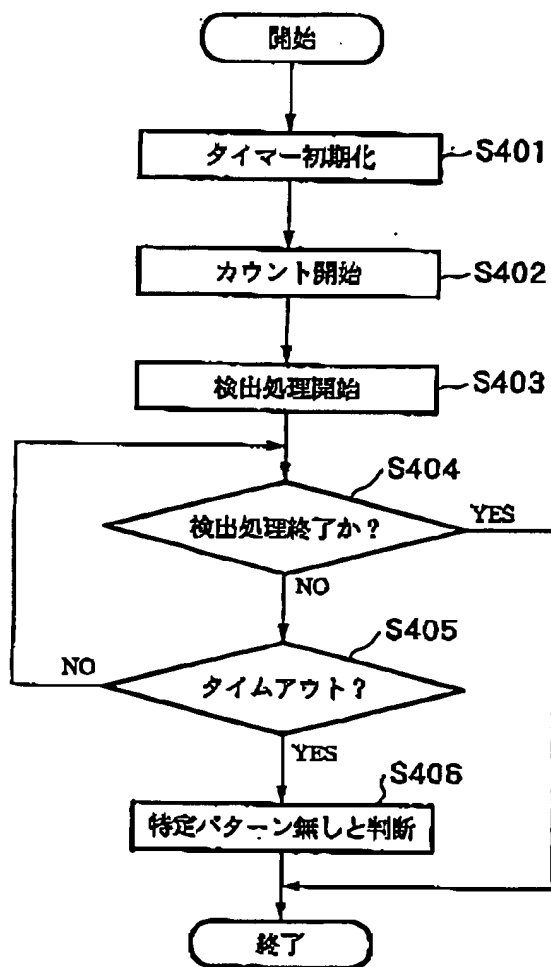 開始
タイマー初期化
S401
カウント開始
S402
検出処理開始
S403
S404
検出処理終了か?
YES
NO
S405
NO
タイムアウト?
YES
S406
特定パターン無しと判断
終了